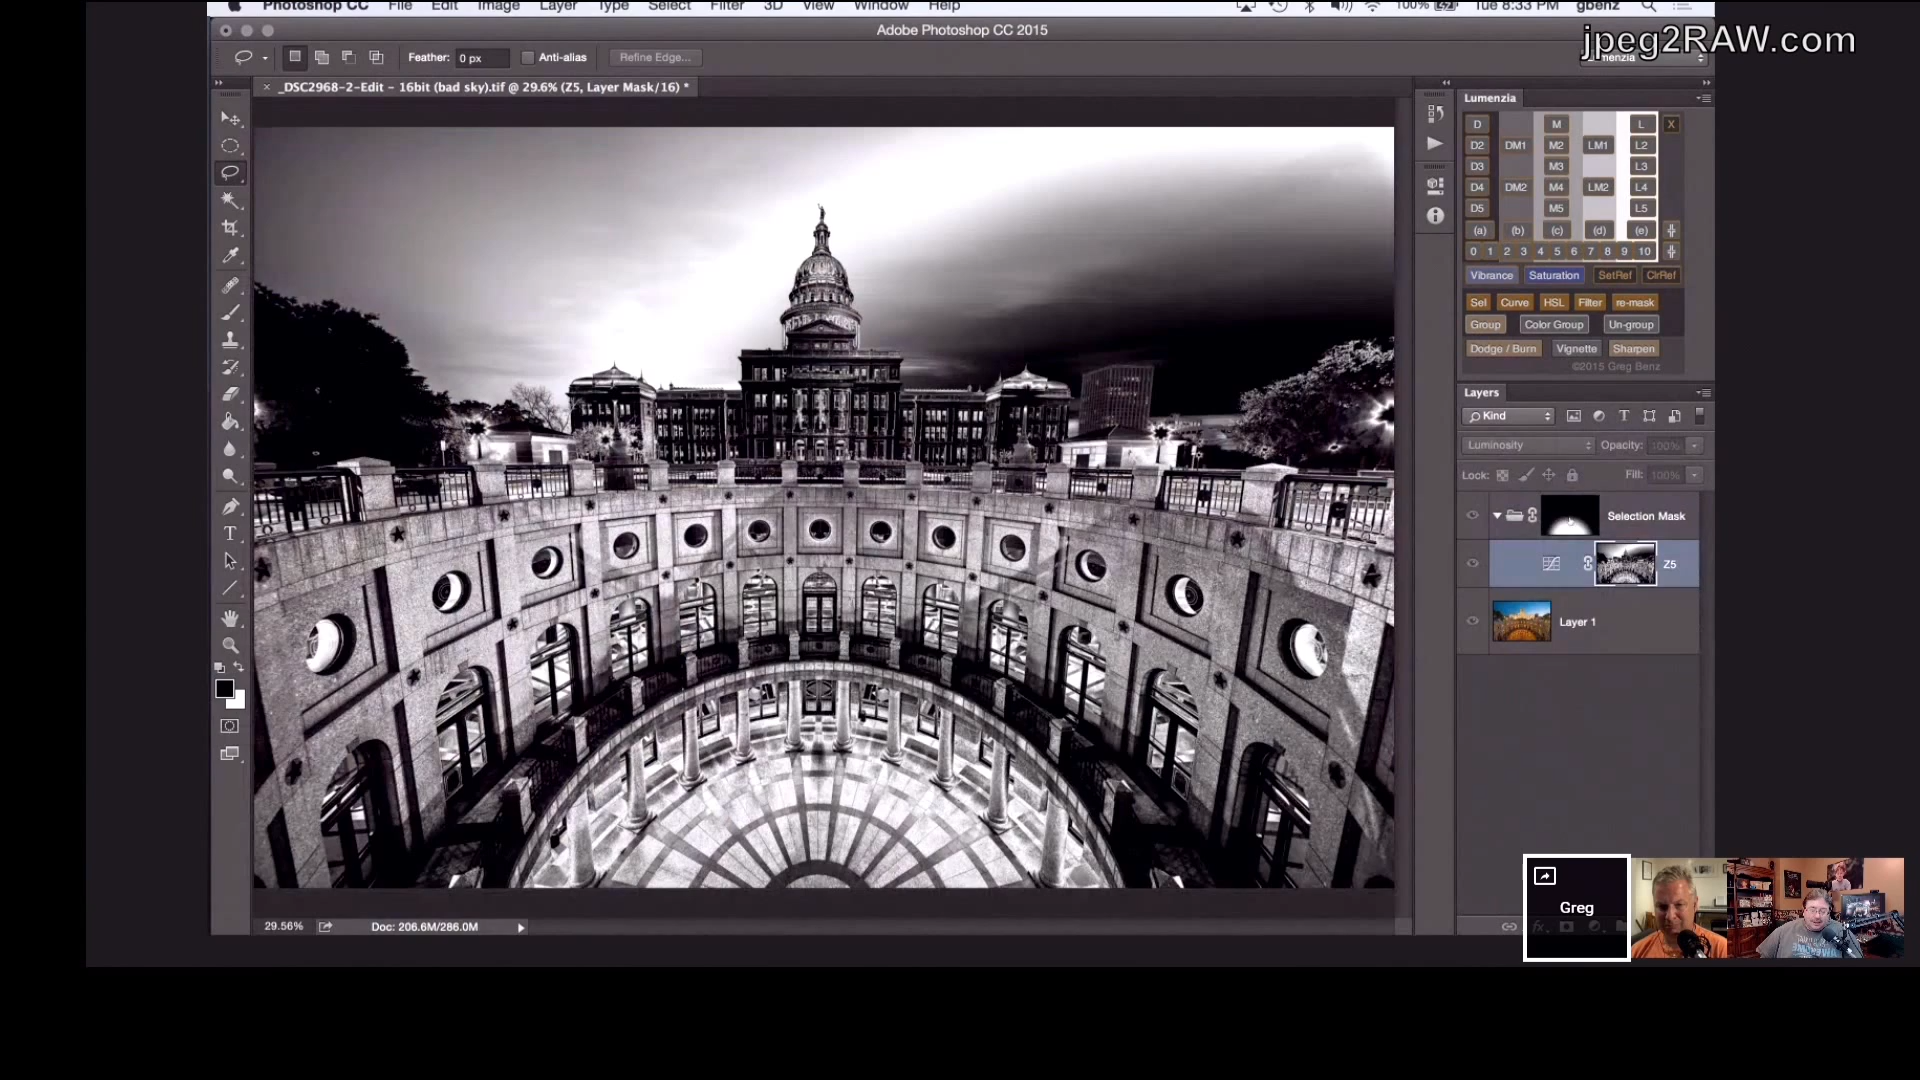 Photoshop CC File Edit Image Layer Type Select Filter 3D View Window Help 100% Tue 8:33 PM gbenz
Adobe Photoshop CC 2015
jpeg2RAW.com
Feather: 0 px Anti-alias Refine Edge...
_DSC2968-2-Edit - 16bit (bad sky).tif @ 29.6% (Z5, Layer Mask/16) *
Lumenzia
D M L X
D2 DM1 M2 LM1 L2
D3 M3 L3
D4 DM2 M4 LM2 L4
D5 M5 L5
(a) (b) (c) (d) (e)
0 1 2 3 4 5 6 7 8 9 10
Vibrance Saturation SetRef ClrRef
Sel Curve HSL Filter re-mask
Group Color Group Un-group
Dodge / Burn Vignette Sharpen
©2015 Greg Benz
Layers
Kind
Luminosity Opacity: 100%
Lock: Fill: 100%
Selection Mask
Z5
Layer 1
Greg
29.56% Doc: 206.6M/286.0M